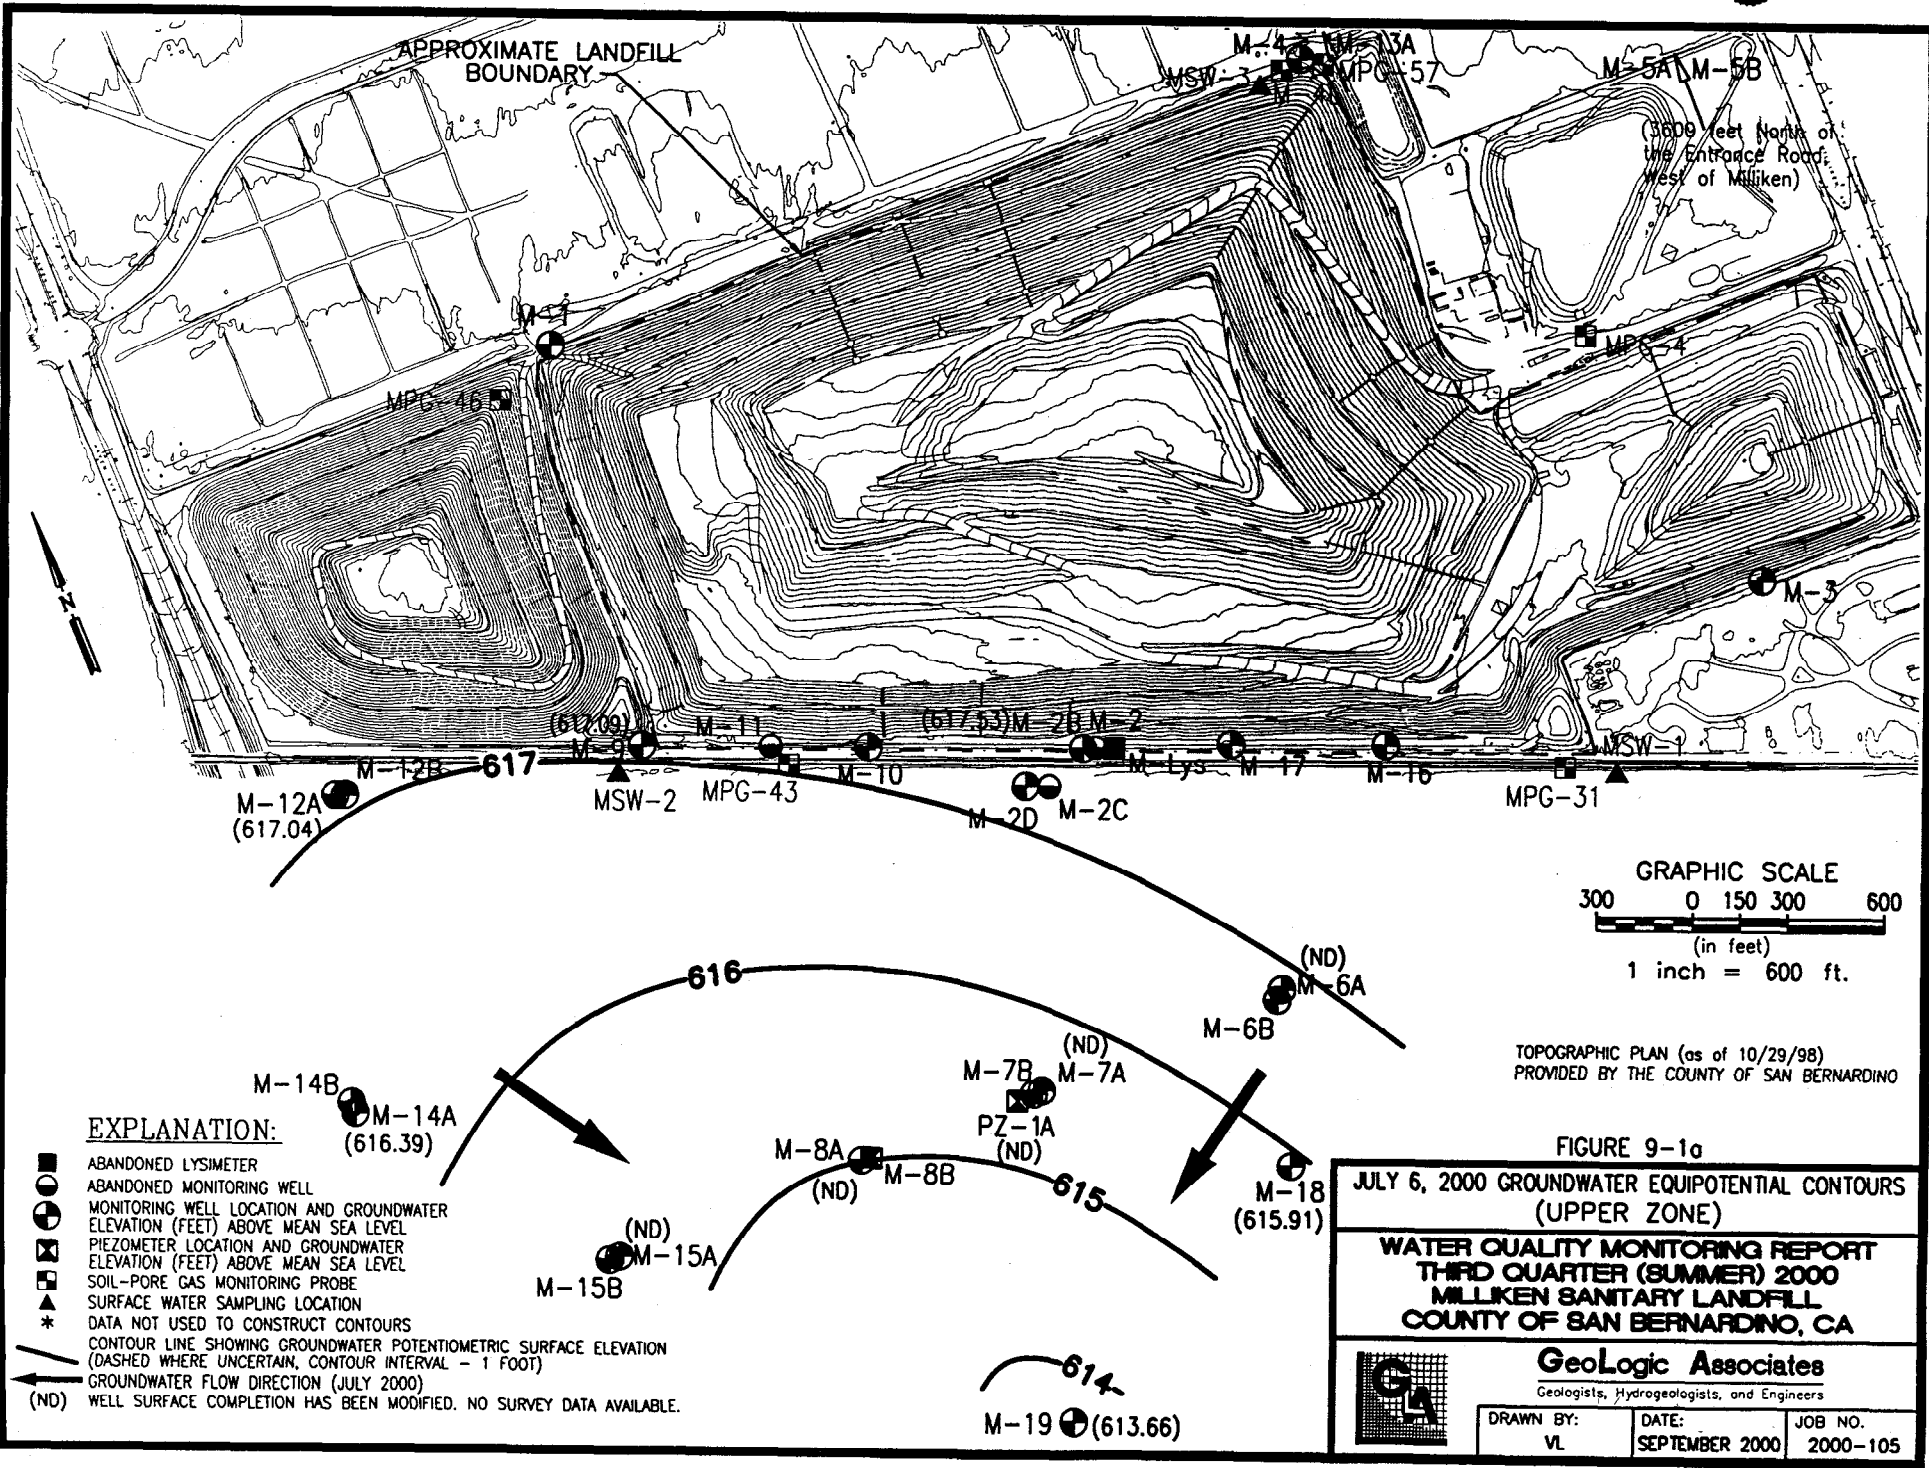 APPROXIMATE LANDFILL
BOUNDARY
M-4
M-13A
MSW-3
MPG-57
M-5A
M-5B
(3609 feet North of
the Entrance Road,
West of Milliken)
M-1
MPG-46
MPG-4
N
M-3
(617.09)
M-9
M-11
(617.53)
M-2B
M-2
M-12B
617
M-10
M-Lys
M-17
M-16
MSW-1
M-12A
(617.04)
MSW-2
MPG-43
M-2D
M-2C
MPG-31
GRAPHIC SCALE
300 0 150 300 600
(in feet)
1 inch = 600 ft.
616
(ND)
M-6A
M-6B
TOPOGRAPHIC PLAN (as of 10/29/98)
PROVIDED BY THE COUNTY OF SAN BERNARDINO
M-14B
M-14A
(616.39)
M-7B
(ND)
M-7A
PZ-1A
(ND)
M-8A
(ND)
M-8B
615
M-18
(615.91)
(ND)
M-15A
M-15B
614
M-19
(613.66)
EXPLANATION:
ABANDONED LYSIMETER
ABANDONED MONITORING WELL
MONITORING WELL LOCATION AND GROUNDWATER
ELEVATION (FEET) ABOVE MEAN SEA LEVEL
PIEZOMETER LOCATION AND GROUNDWATER
ELEVATION (FEET) ABOVE MEAN SEA LEVEL
SOIL-PORE GAS MONITORING PROBE
SURFACE WATER SAMPLING LOCATION
* DATA NOT USED TO CONSTRUCT CONTOURS
CONTOUR LINE SHOWING GROUNDWATER POTENTIOMETRIC SURFACE ELEVATION
(DASHED WHERE UNCERTAIN, CONTOUR INTERVAL - 1 FOOT)
GROUNDWATER FLOW DIRECTION (JULY 2000)
(ND) WELL SURFACE COMPLETION HAS BEEN MODIFIED. NO SURVEY DATA AVAILABLE.
FIGURE 9-1a
JULY 6, 2000 GROUNDWATER EQUIPOTENTIAL CONTOURS
(UPPER ZONE)
WATER QUALITY MONITORING REPORT
THIRD QUARTER (SUMMER) 2000
MILLIKEN SANITARY LANDFILL
COUNTY OF SAN BERNARDINO, CA
GLA
GeoLogic Associates
Geologists, Hydrogeologists, and Engineers
DRAWN BY:
VL
DATE:
SEPTEMBER 2000
JOB NO.
2000-105